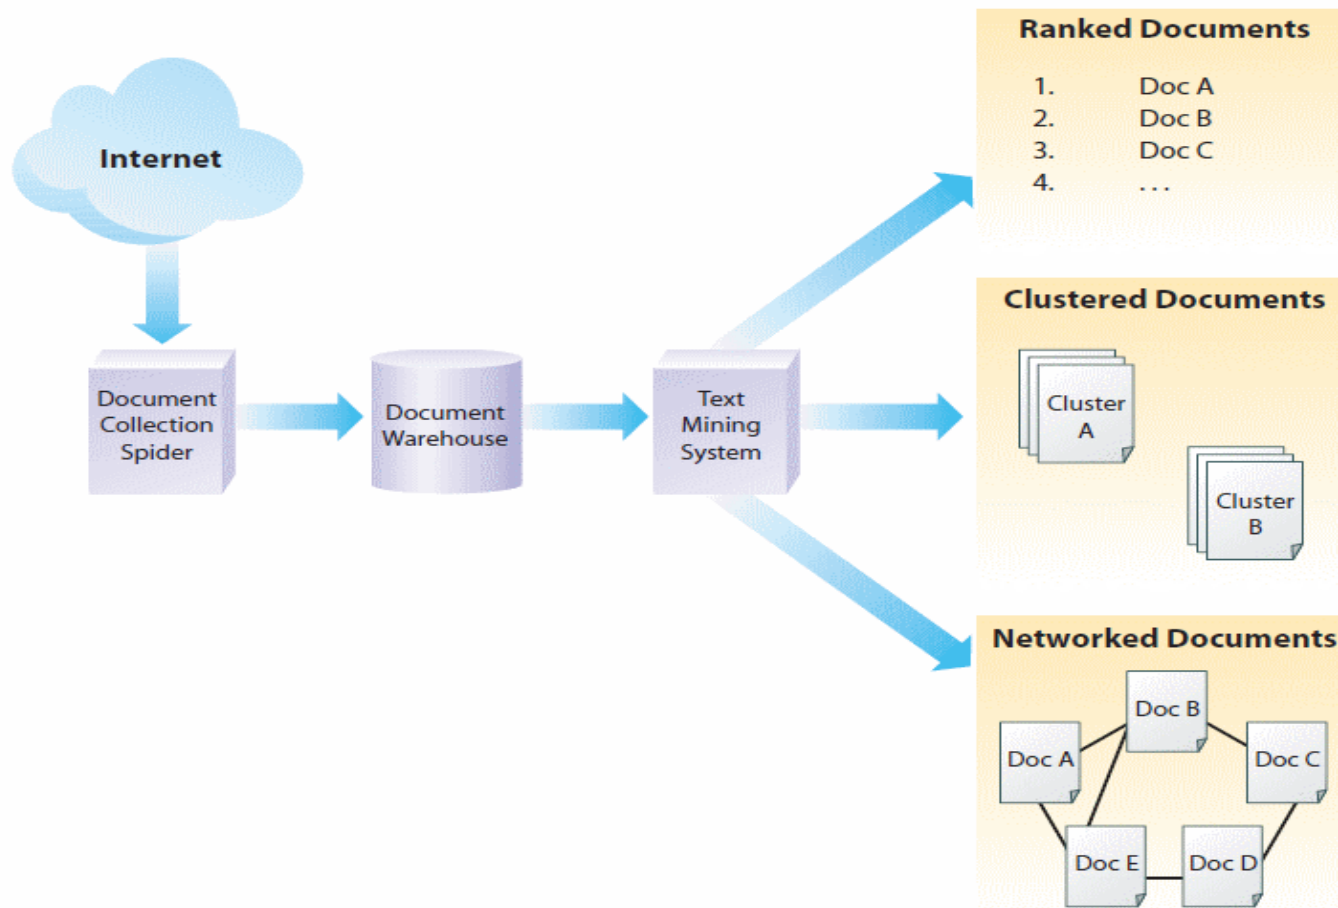 Internet
Document
Collection
Spider
Document
Warehouse
Text
Mining
System
Ranked Documents
1. Doc A
2. Doc B
3. Doc C
4. ...
Clustered Documents
Cluster
A
Cluster
B
Networked Documents
Doc B
Doc A
Doc C
Doc E
Doc D